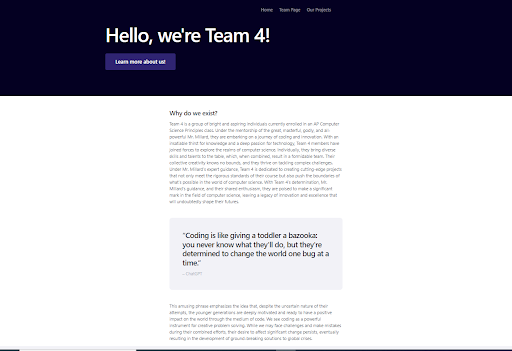 Home Team Page Our Projects
Hello, we're Team 4!
Learn more about us!
Why do we exist?
Team 4 is a group of bright and aspiring individuals currently enrolled in an AP Computer
Science Principles class. Under the mentorship of the great, masterful, godly, and all-
powerful Mr. Millard, they are embarking on a journey of coding and innovation. With an
insatiable thirst for knowledge and a deep passion for technology, Team 4 members have
joined forces to explore the realms of computer science. Individually, they bring diverse
skills and talents to the table, which, when combined, result in a formidable team. Their
collective creativity knows no bounds, and they thrive on tackling complex challenges.
Under Mr. Millard's expert guidance, Team 4 is dedicated to creating cutting-edge projects
that not only meet the rigorous standards of their course but also push the boundaries of
what's possible in the world of computer science. With Team 4's determination, Mr.
Millard's guidance, and their shared enthusiasm, they are poised to make a significant
mark in the field of computer science, leaving a legacy of innovation and excellence that
will undoubtedly shape their futures.
"Coding is like giving a toddler a bazooka:
you never know what they'll do, but they're
determined to change the world one bug at a
time."
- ChatGPT
This amusing phrase emphasizes the idea that, despite the uncertain nature of their
attempts, the younger generations are deeply motivated and ready to have a positive
impact on the world through the medium of code. We see coding as a powerful
instrument for creative problem solving. While we may face challenges and make mistakes
during their continued efforts, their desire to affect significant change persists, eventually
resulting in the development of ground-breaking solutions to global crises.